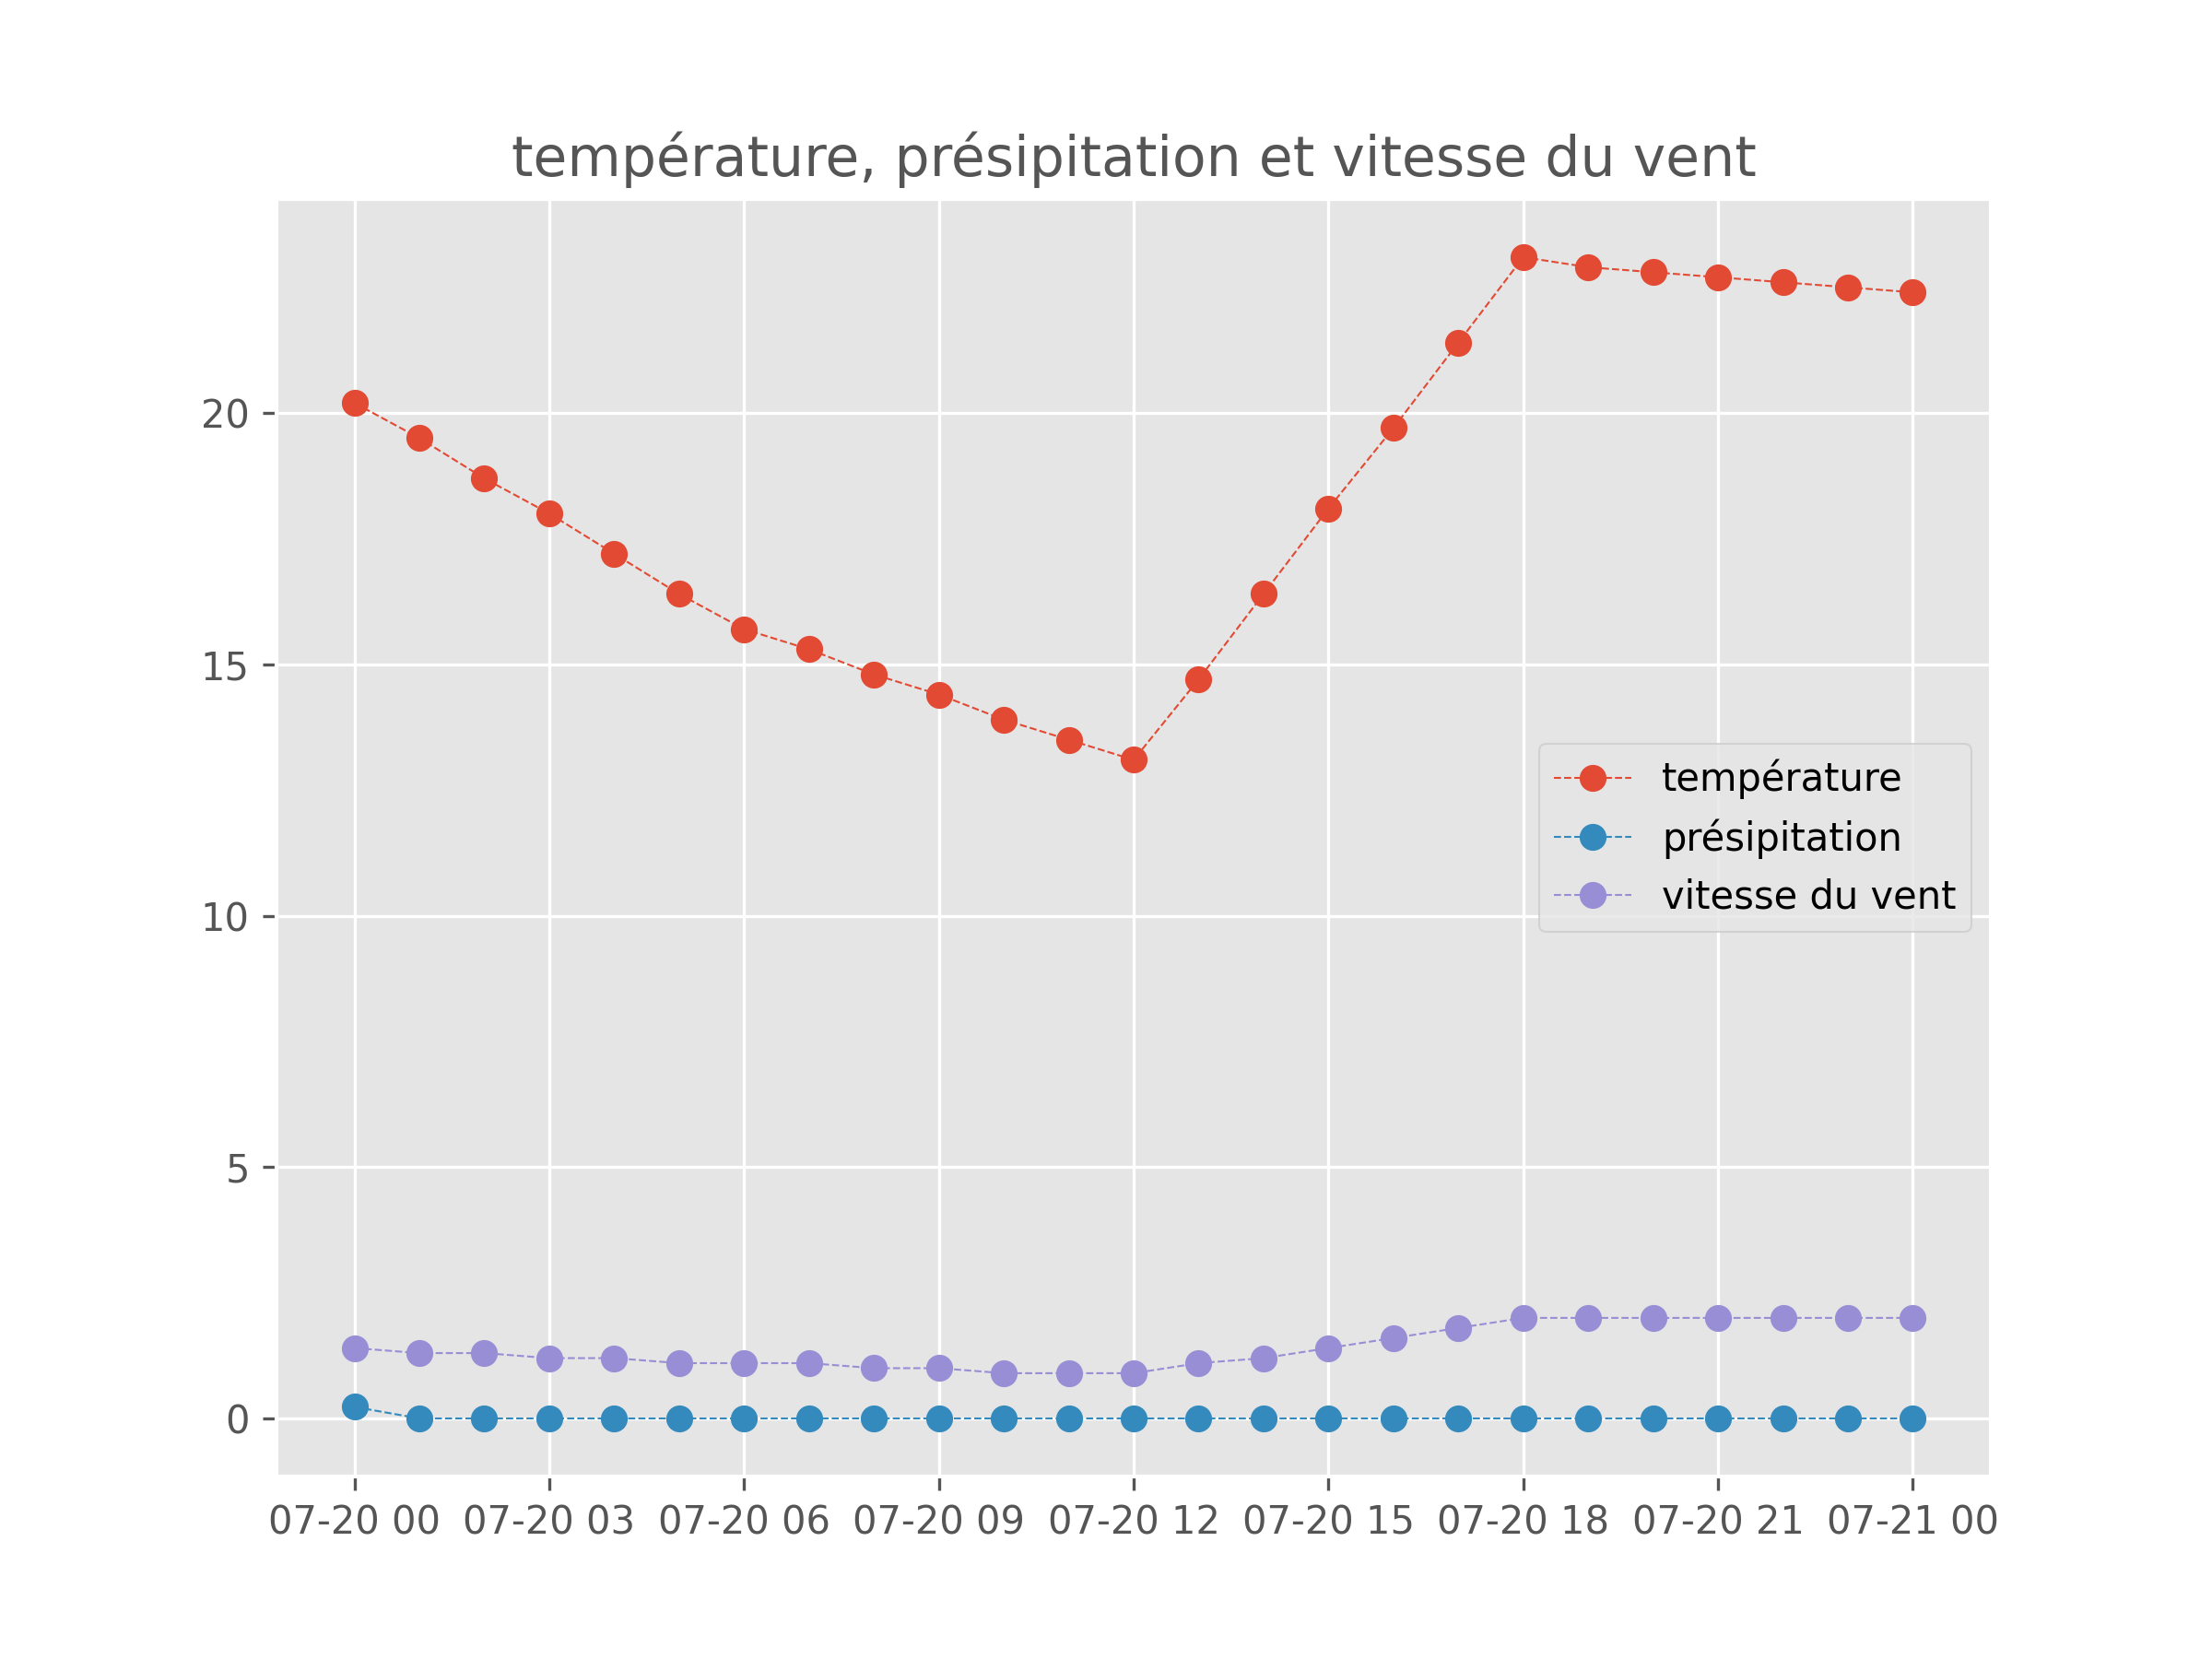 température, présipitation et vitesse du vent
20
15
10
5
0
température
présipitation
vitesse du vent
07-20 00 07-20 03 07-20 06 07-20 09 07-20 12 07-20 15 07-20 18 07-20 21 07-21 00